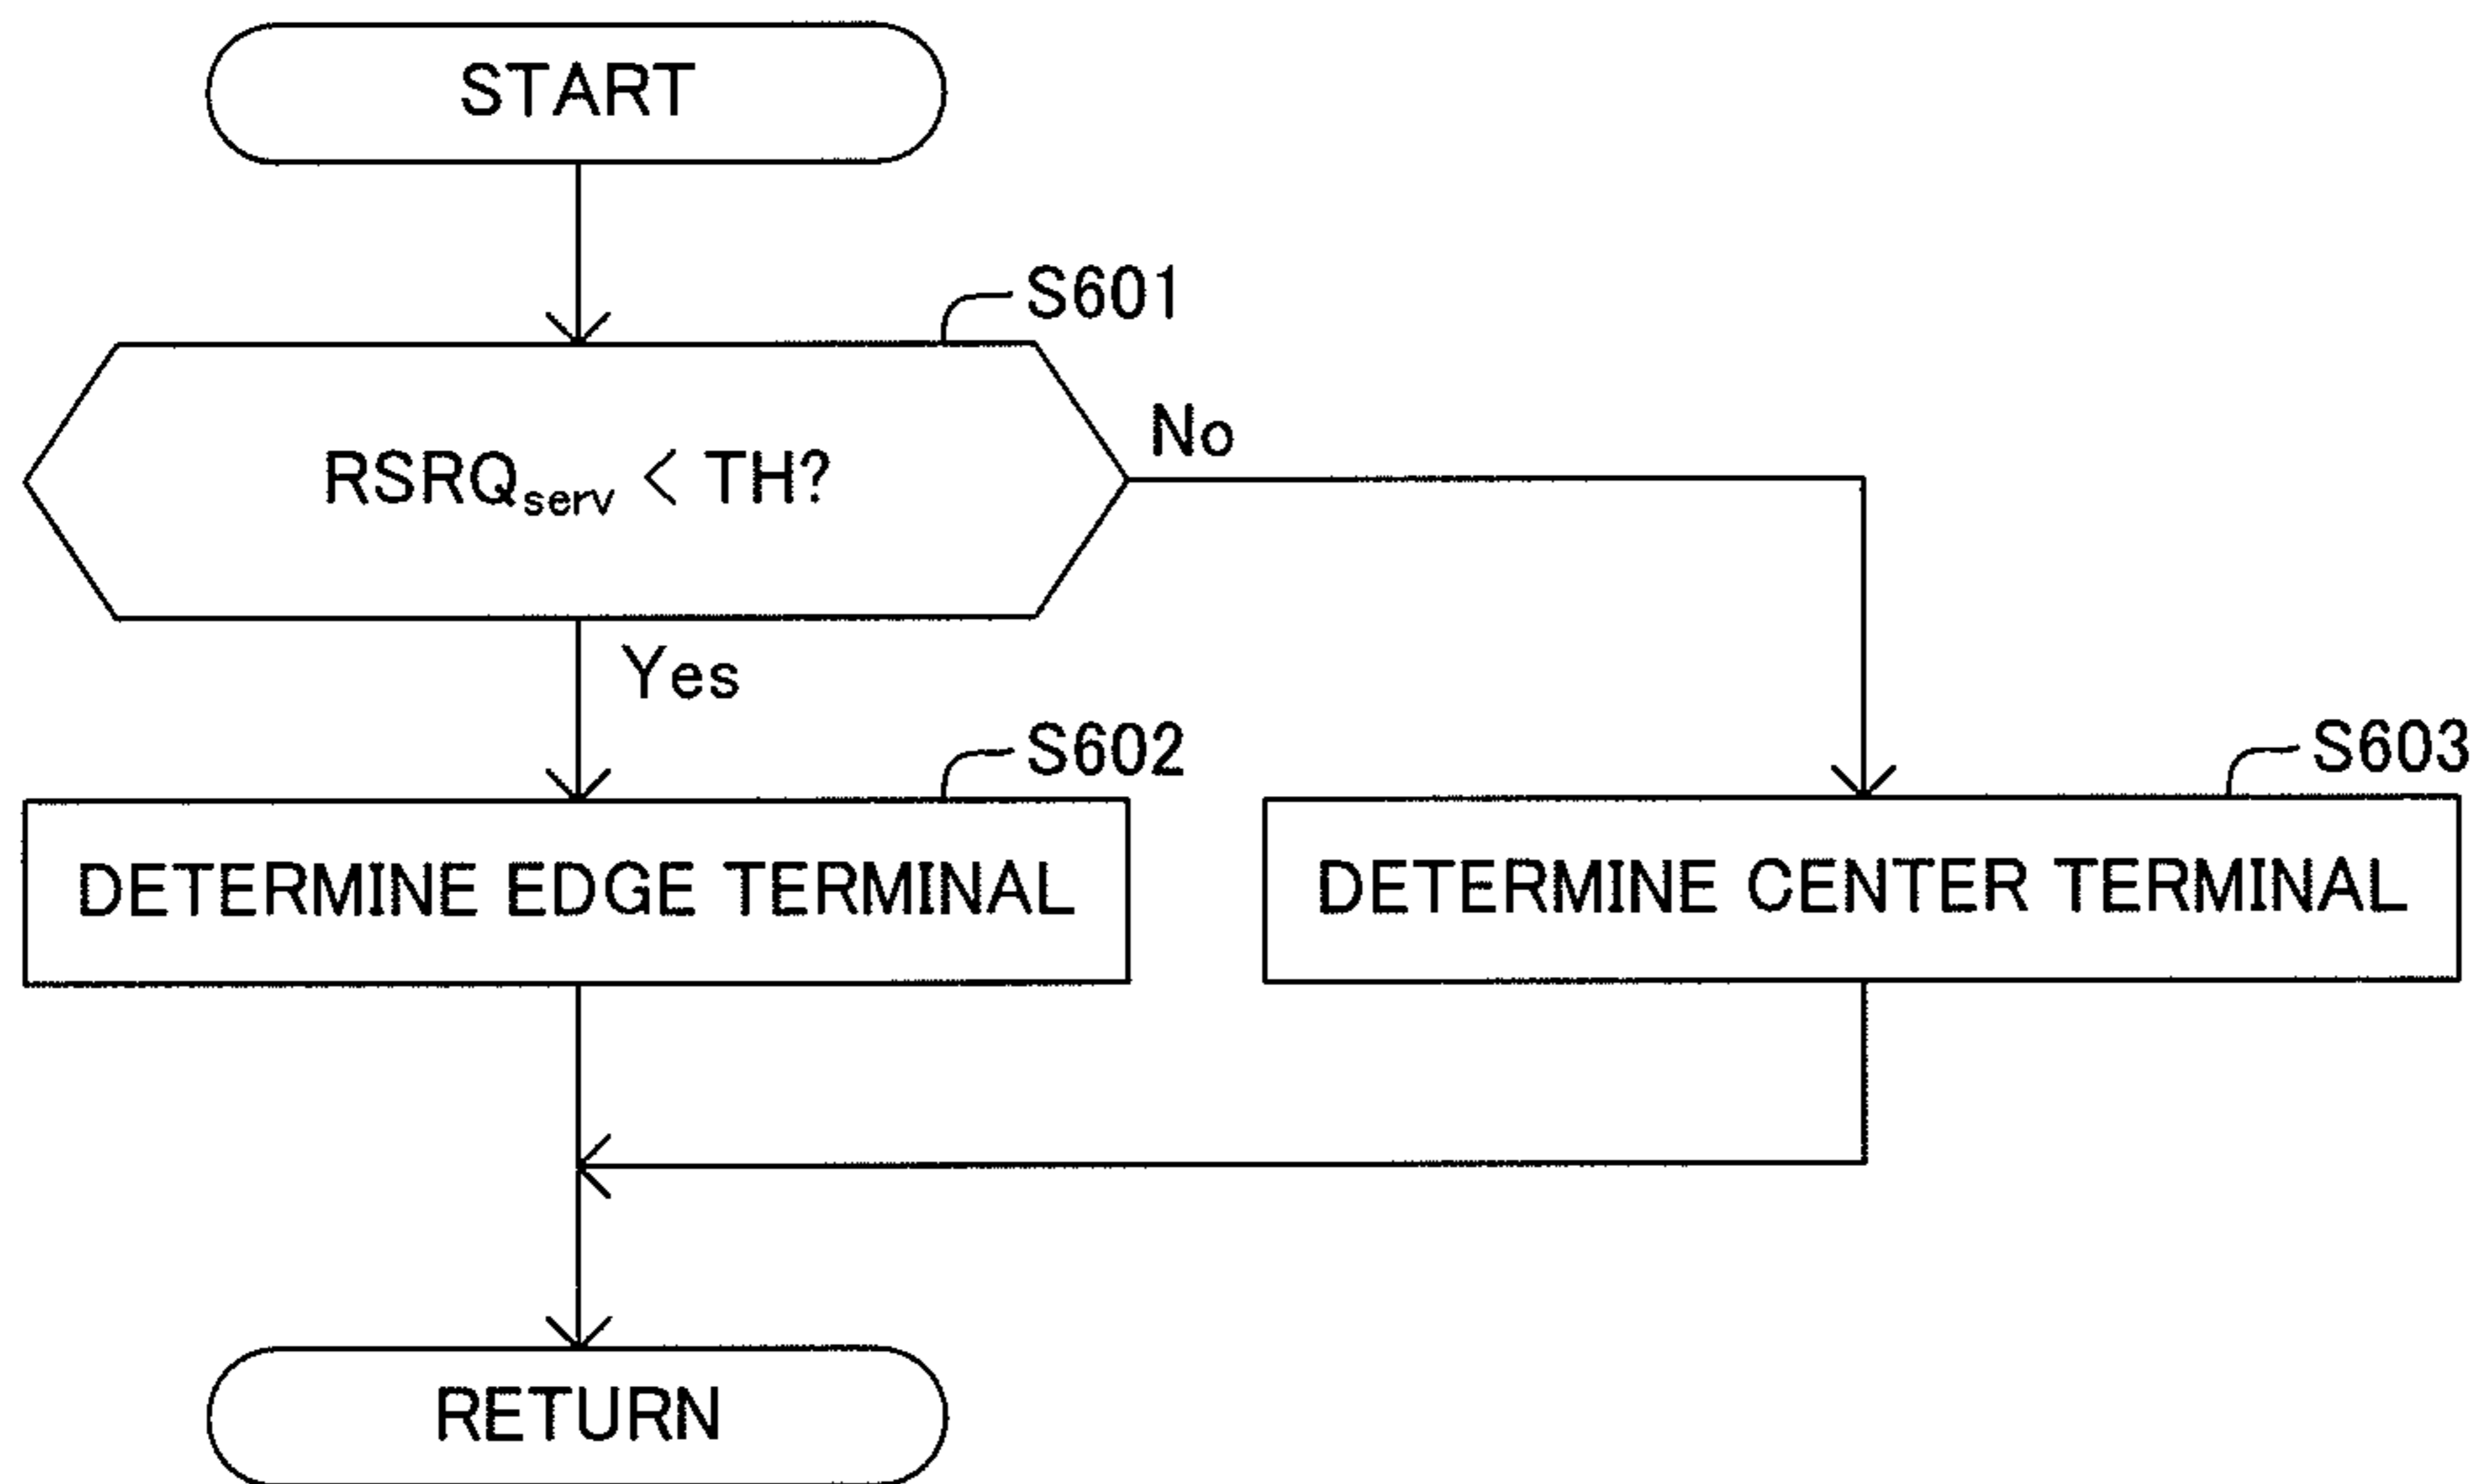 START
S601
RSRQserv < TH?
No
Yes
S602
S603
DETERMINE EDGE TERMINAL
DETERMINE CENTER TERMINAL
RETURN